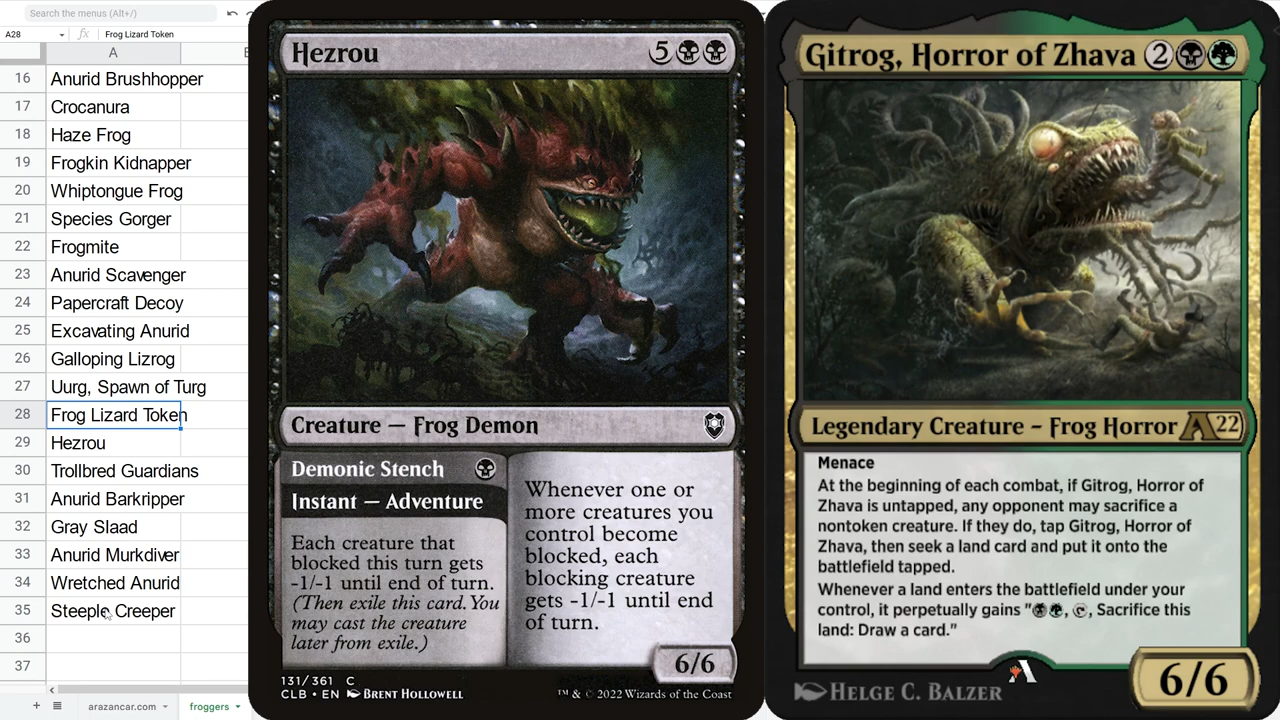 Search the menus (Alt+/)
A28
fx
Frog Lizard Token
A
16 Anurid Brushhopper
17 Crocanura
18 Haze Frog
19 Frogkin Kidnapper
20 Whiptongue Frog
21 Species Gorger
22 Frogmite
23 Anurid Scavenger
24 Papercraft Decoy
25 Excavating Anurid
26 Galloping Lizrog
27 Uurg, Spawn of Turg
28 Frog Lizard Token
29 Hezrou
30 Trollbred Guardians
31 Anurid Barkripper
32 Gray Slaad
33 Anurid Murkdiver
34 Wretched Anurid
35 Steeple Creeper
36
37
arazancar.com
froggers
Hezrou
5
Creature — Frog Demon
Demonic Stench
Instant — Adventure
Each creature that
blocked this turn gets
-1/-1 until end of turn.
(Then exile this card. You
may cast the creature
later from exile.)
Whenever one or
more creatures you
control become
blocked, each
blocking creature
gets -1/-1 until end
of turn.
6/6
131/361 C
CLB • EN Brent Hollowell
™ & © 2022 Wizards of the Coast
Gitrog, Horror of Zhava
2
Legendary Creature – Frog Horror
A22
Menace
At the beginning of each combat, if Gitrog, Horror of
Zhava is untapped, any opponent may sacrifice a
nontoken creature. If they do, tap Gitrog, Horror of
Zhava, then seek a land card and put it onto the
battlefield tapped.
Whenever a land enters the battlefield under your
control, it perpetually gains ", , Sacrifice this
land: Draw a card."
6/6
Helge C. Balzer